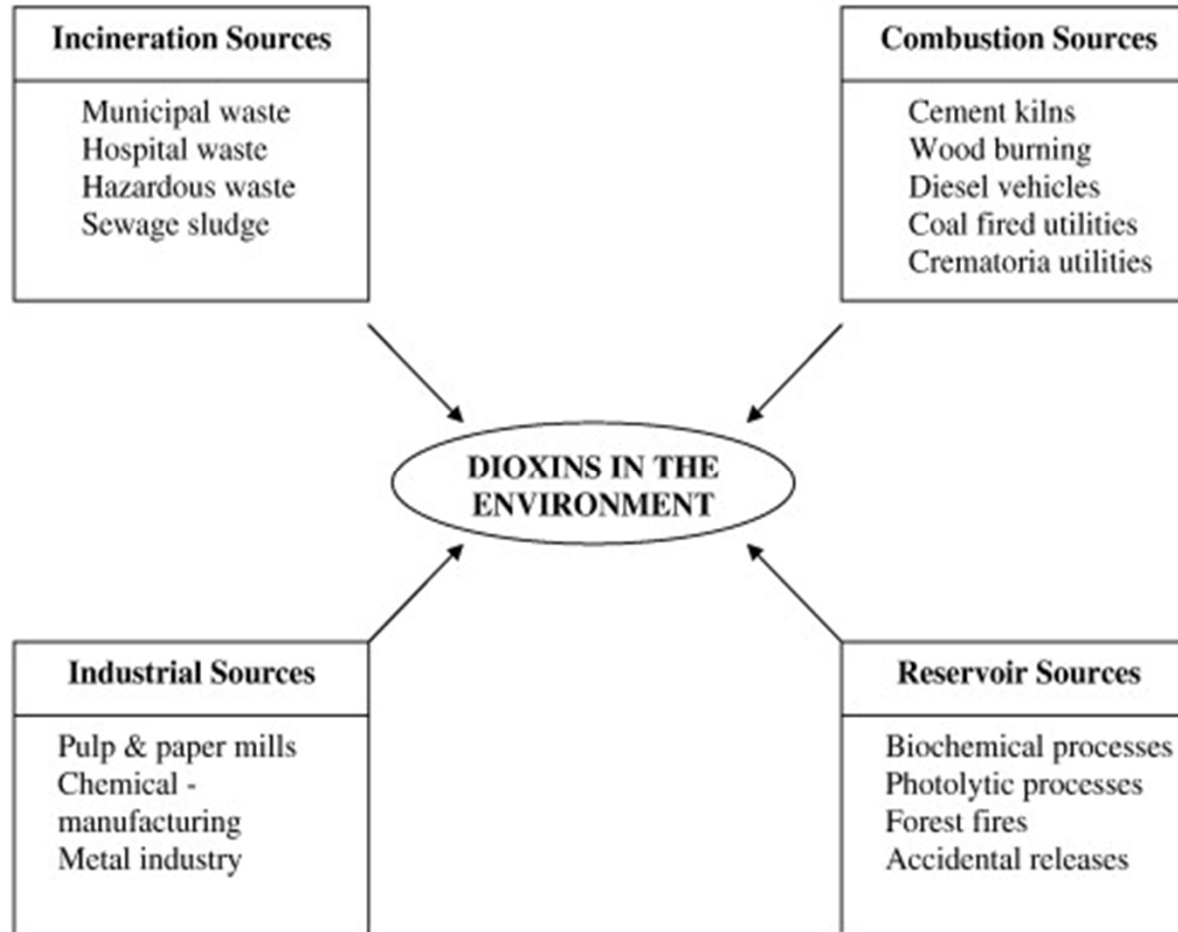 Incineration Sources
Municipal waste
Hospital waste
Hazardous waste
Sewage sludge
Combustion Sources
Cement kilns
Wood burning
Diesel vehicles
Coal fired utilities
Crematoria utilities
DIOXINS IN THE
ENVIRONMENT
Industrial Sources
Pulp & paper mills
Chemical -
manufacturing
Metal industry
Reservoir Sources
Biochemical processes
Photolytic processes
Forest fires
Accidental releases